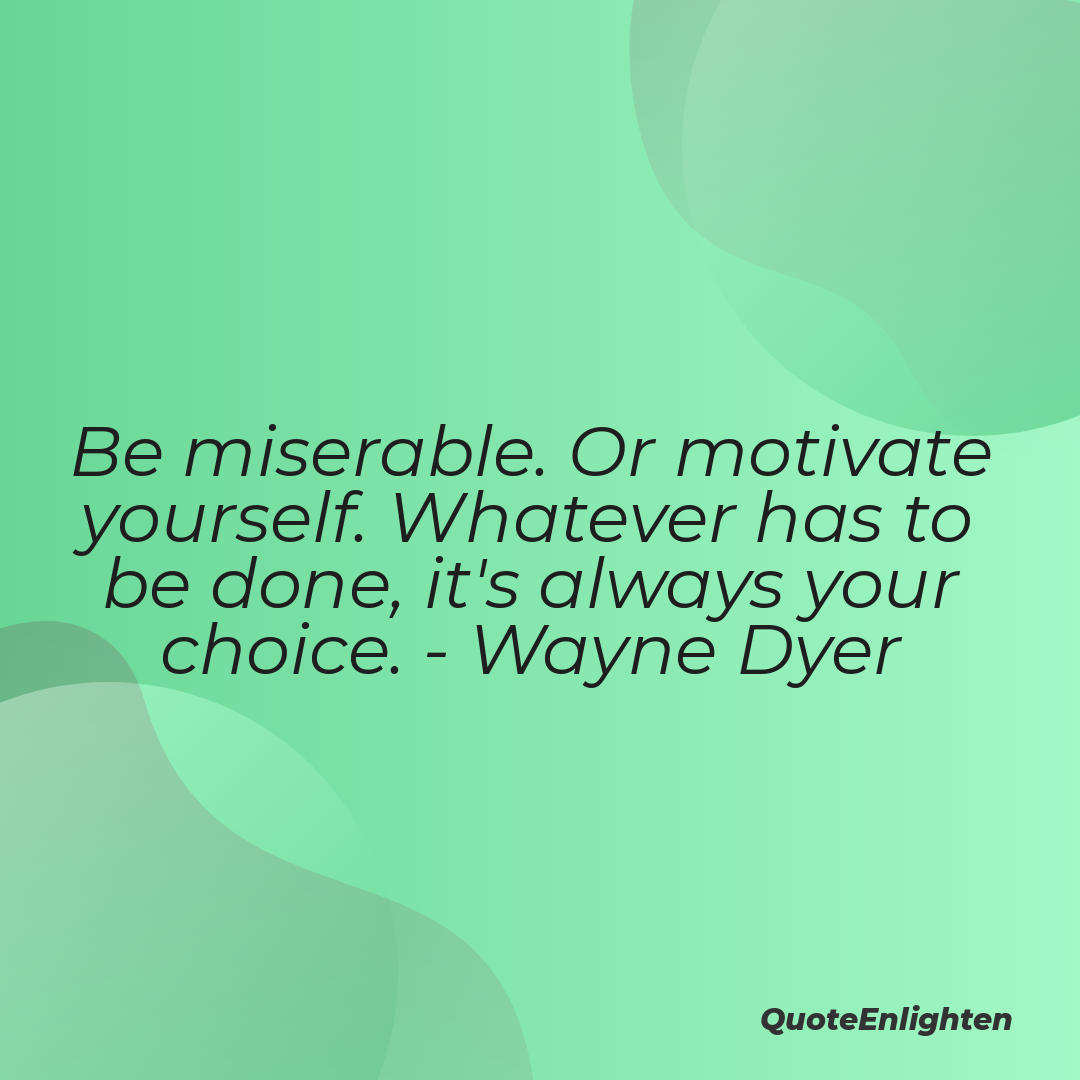 Be miserable. Or motivate
yourself. Whatever has to
be done, it's always your
choice. - Wayne Dyer
QuoteEnlighten